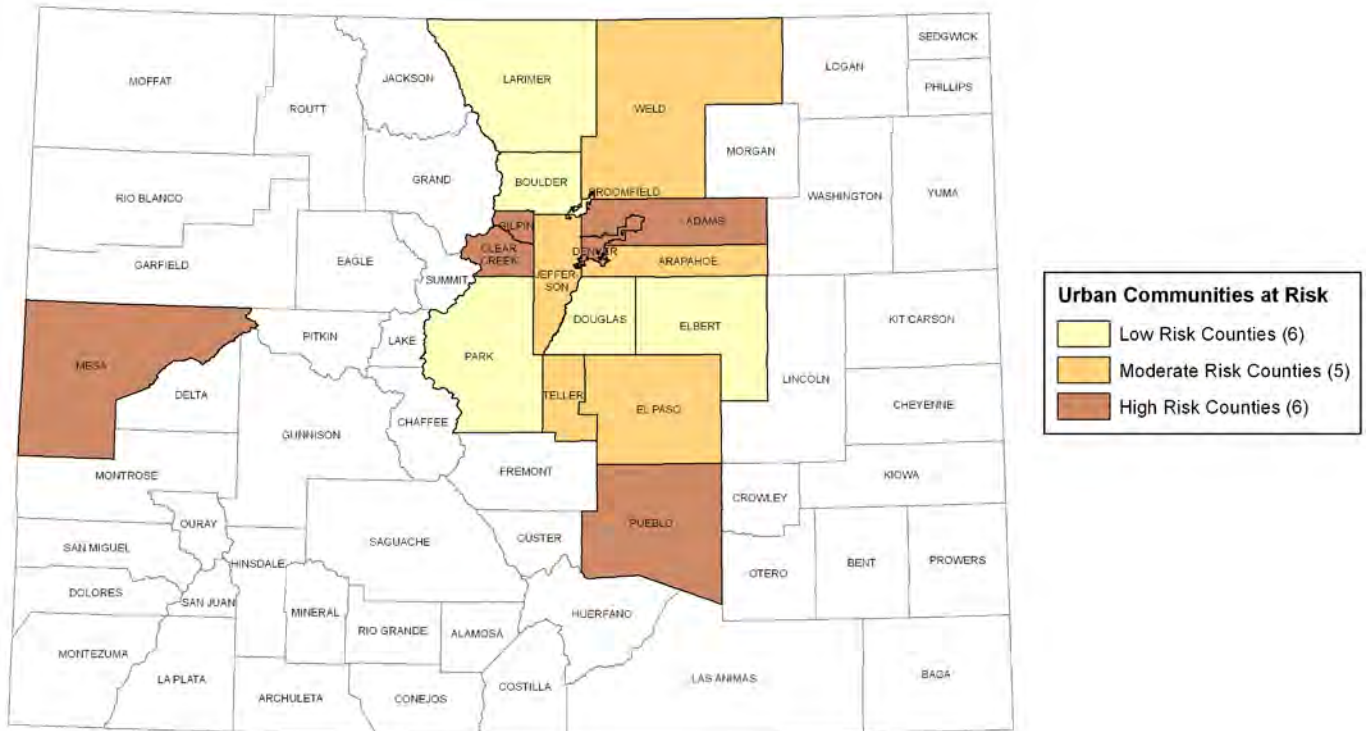 SEDGWICK
LOGAN
MOFFAT
JACKSON
LARIMER
PHILLIPS
ROUTT
WELD
MORGAN
GRAND
BOULDER
RIO BLANCO
BROOMFIELD
WASHINGTON
YUMA
GILPIN
ADAMS
CLEAR
CREEK
DENVER
GARFIELD
EAGLE
SUMMIT
JEFFER-
SON
ARAPAHOE
Urban Communities at Risk
Low Risk Counties (6)
Moderate Risk Counties (5)
High Risk Counties (6)
DOUGLAS
ELBERT
KIT CARSON
PITKIN
LAKE
PARK
MESA
LINCOLN
DELTA
TELLER
EL PASO
CHEYENNE
CHAFFEE
GUNNISON
FREMONT
MONTROSE
KIOWA
CROWLEY
OURAY
PUEBLO
SAGUACHE
CUSTER
SAN MIGUEL
HINSDALE
OTERO
BENT
PROWERS
DOLORES
SAN JUAN
MINERAL
HUERFANO
RIO GRANDE
ALAMOSA
MONTEZUMA
LA PLATA
LAS ANIMAS
BACA
ARCHULETA
CONEJOS
COSTILLA